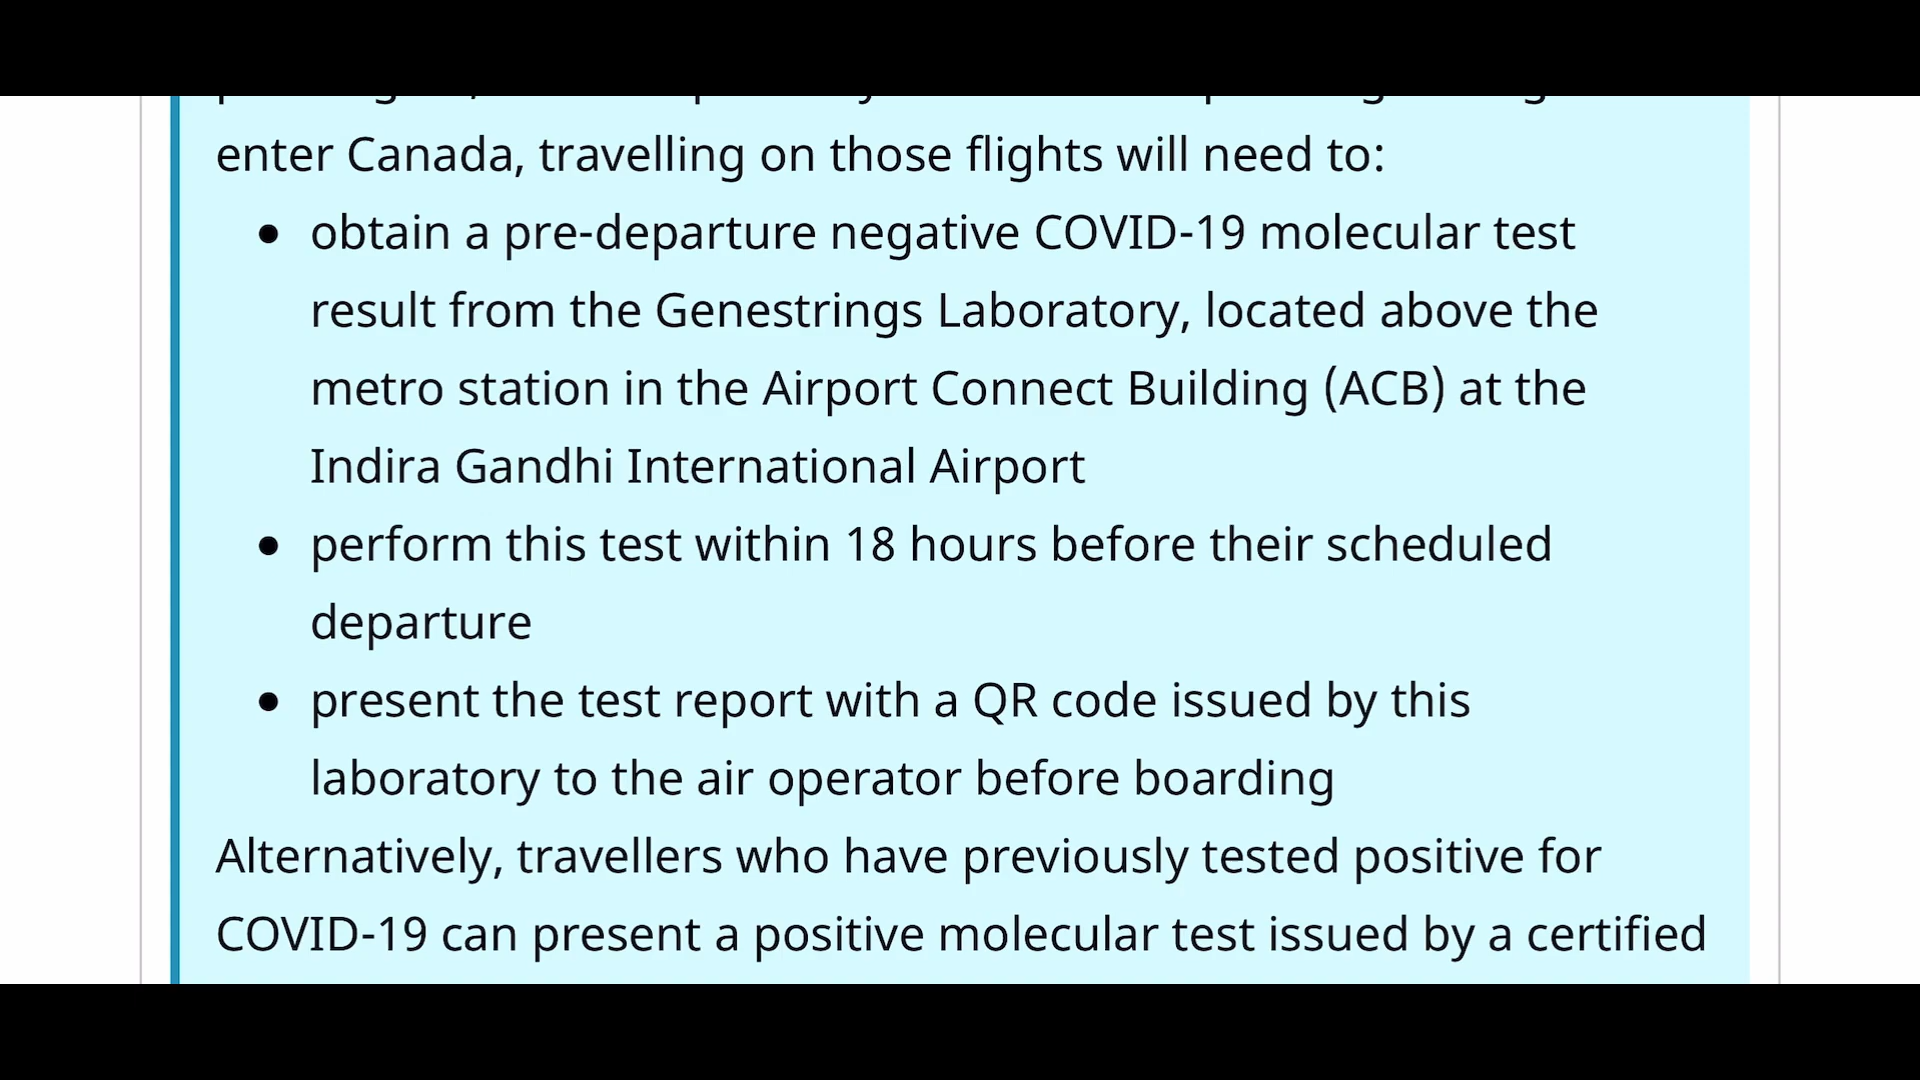 enter Canada, travelling on those flights will need to:
• obtain a pre-departure negative COVID-19 molecular test
result from the Genestrings Laboratory, located above the
metro station in the Airport Connect Building (ACB) at the
Indira Gandhi International Airport
• perform this test within 18 hours before their scheduled
departure
• present the test report with a QR code issued by this
laboratory to the air operator before boarding
Alternatively, travellers who have previously tested positive for
COVID-19 can present a positive molecular test issued by a certified